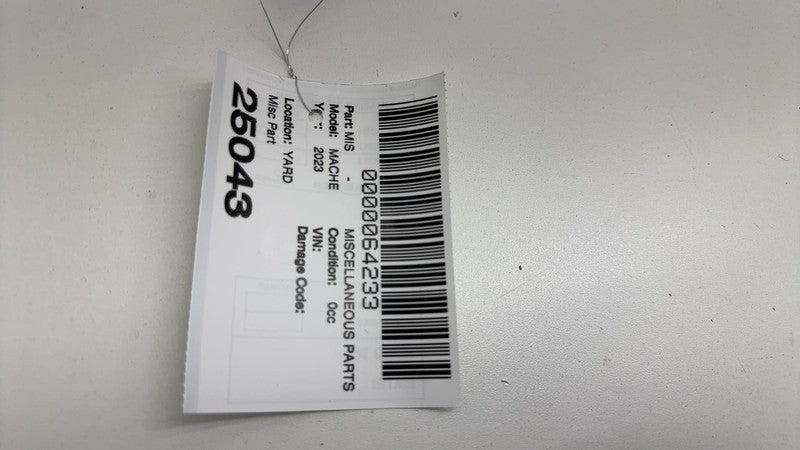 0000064233
Part: MIS - MISCELLANEOUS PARTS
Model: MACHE Condition: 0cc
2023 VIN:
Damage Code:
Location: YARD
Misc Part
25043